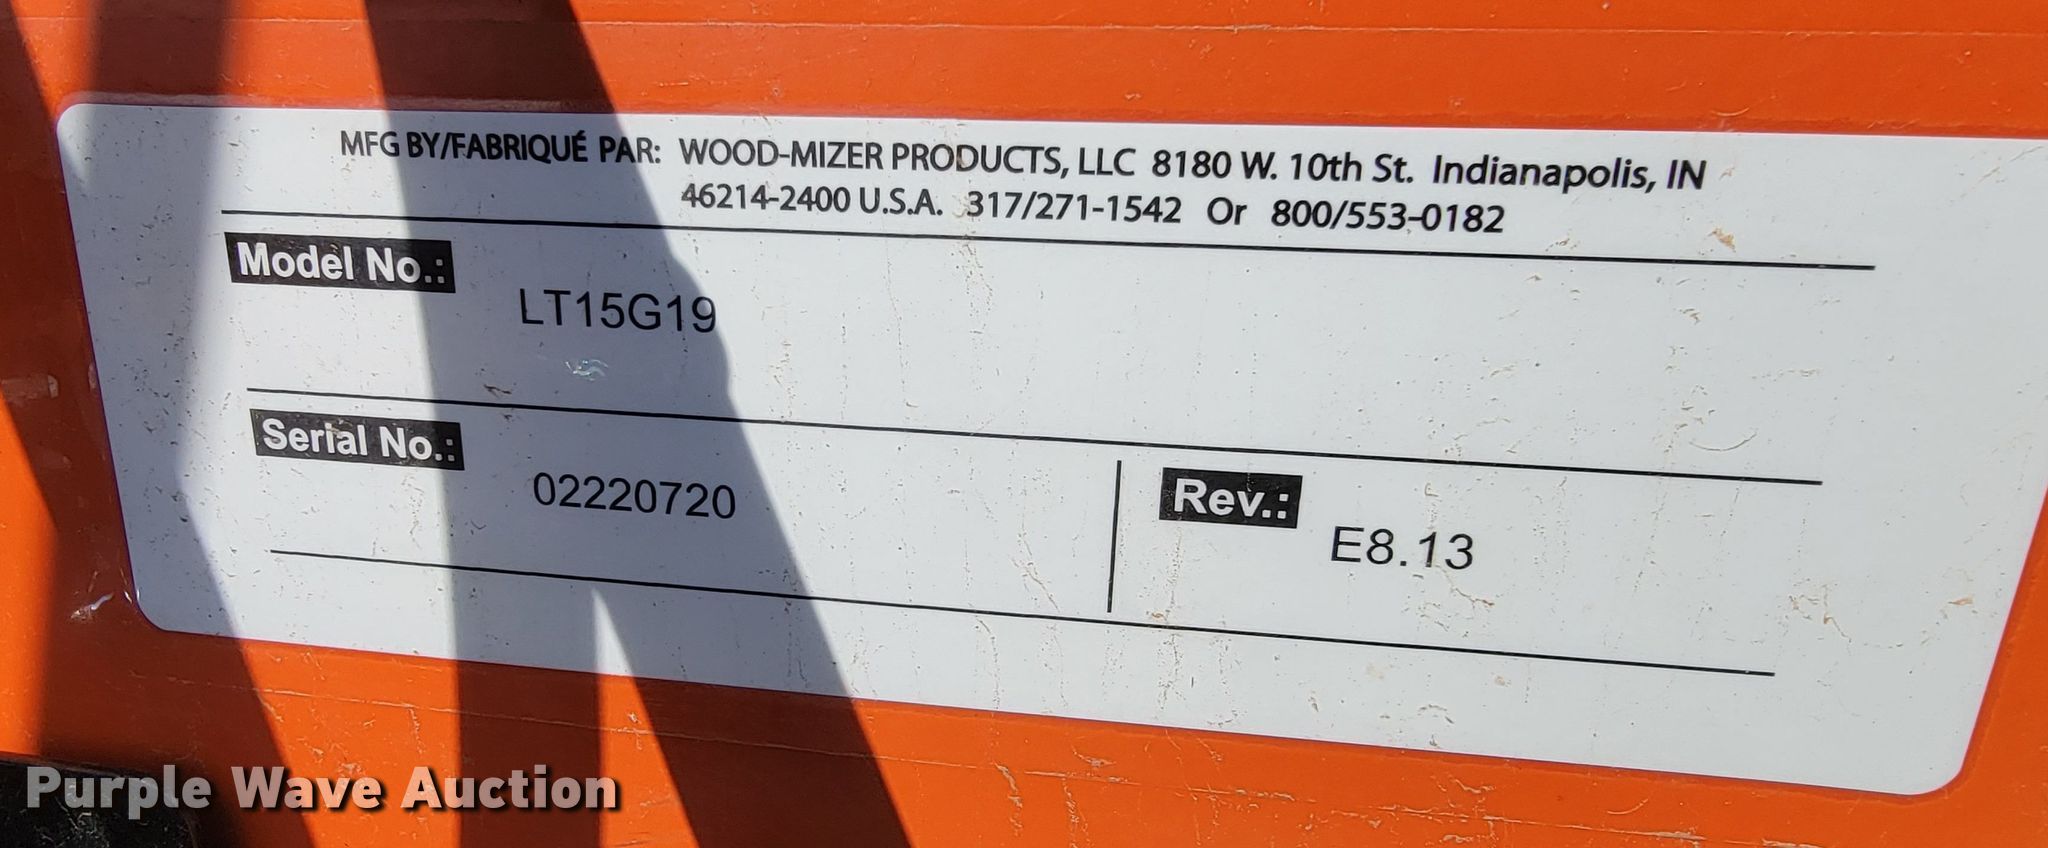 MFG BY/FABRIQUÉ PAR: WOOD-MIZER PRODUCTS, LLC 8180 W. 10th St. Indianapolis, IN
46214-2400 U.S.A. 317/271-1542 Or 800/553-0182
Model No.:
LT15G19
Serial No.:
02220720
Rev.:
E8.13
Purple Wave Auction